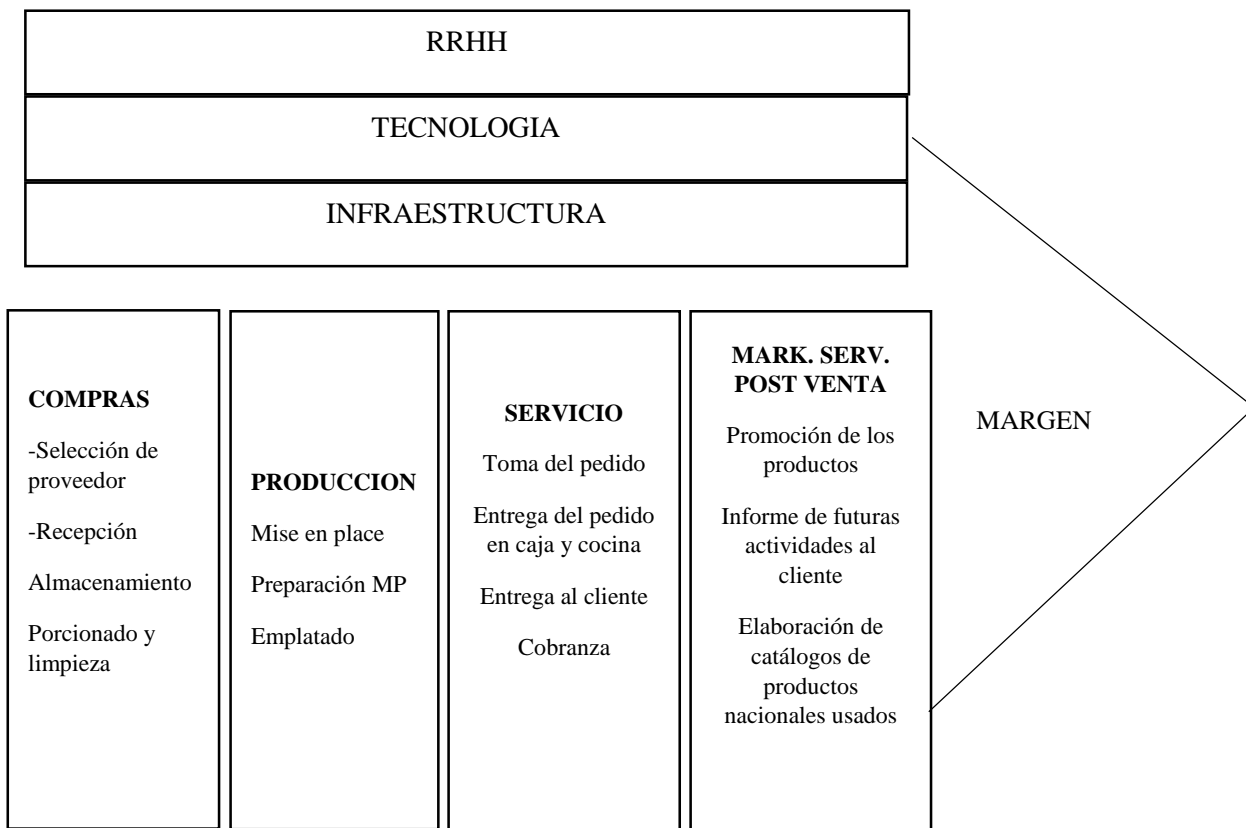 RRHH
TECNOLOGIA
INFRAESTRUCTURA
COMPRAS
-Selección de
proveedor
-Recepción
Almacenamiento
Porcionado y
limpieza
PRODUCCION
Mise en place
Preparación MP
Emplatado
SERVICIO
Toma del pedido
Entrega del pedido
en caja y cocina
Entrega al cliente
Cobranza
MARK. SERV.
POST VENTA
Promoción de los
productos
Informe de futuras
actividades al
cliente
Elaboración de
catálogos de
productos
nacionales usados
MARGEN